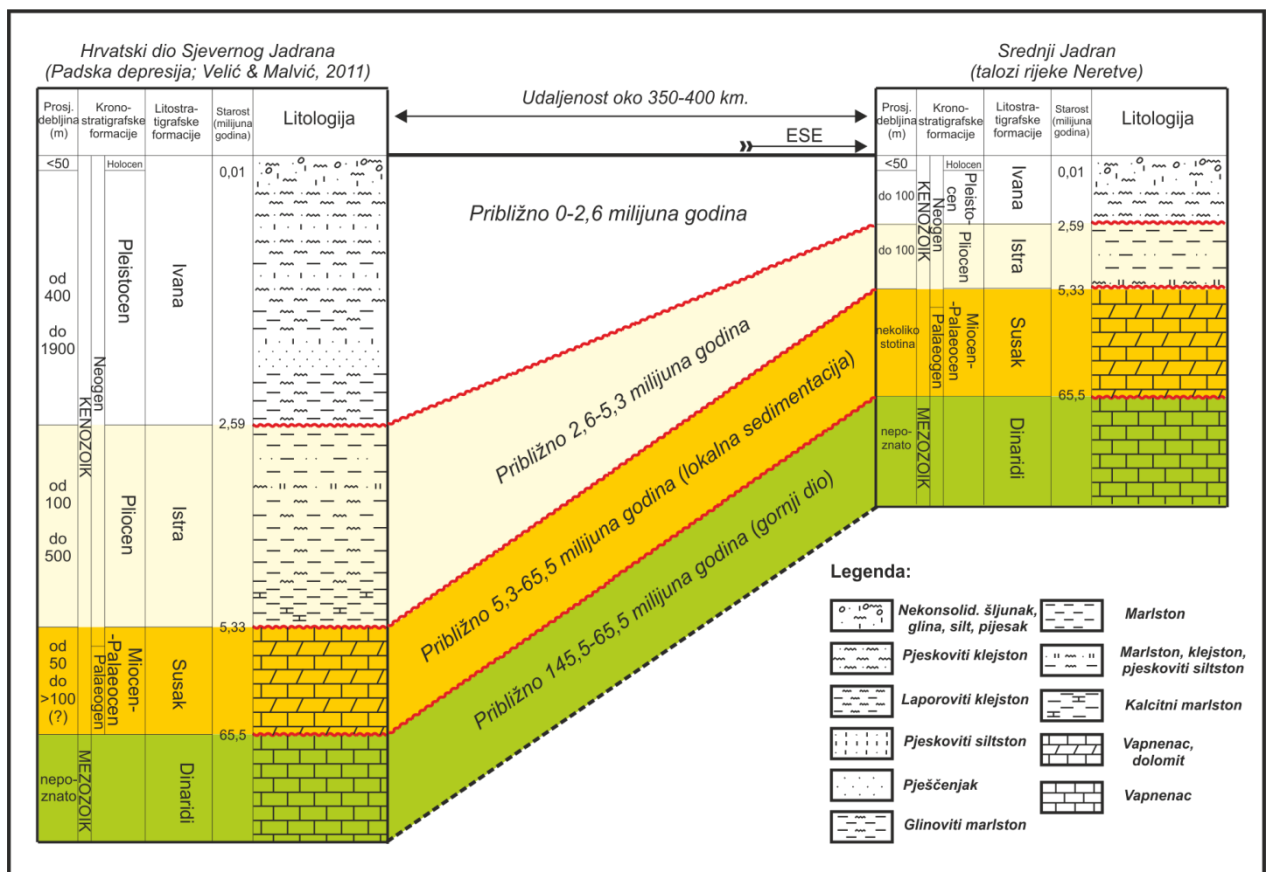 Hrvatski dio Sjevernog Jadrana
(Padska depresija; Velić & Malvić, 2011)
Prosj.
debljina
(m)
Krono-
stratigrafske
formacije
Litostra-
tigrafske
formacije
Starost
(milijuna
godina)
Litologija
<50
Holocen
0,01
od
400
do
1900
Neogen
KENOZOIK
Pleistocen
Ivana
2,59
od
100
do
500
Pliocen
Istra
5,33
od
50
do
>100
(?)
Palaeogen
Miocen-
-Palaeocen
Susak
65,5
nepo-
znato
MEZOZOIK
Dinaridi
Udaljenost oko 350-400 km.
ESE
Približno 0-2,6 milijuna godina
Približno 2,6-5,3 milijuna godina
Približno 5,3-65,5 milijuna godina (lokalna sedimentacija)
Približno 145,5-65,5 milijuna godina (gornji dio)
Srednji Jadran
(talozi rijeke Neretve)
Prosj.
debljina
(m)
Krono-
stratigrafske
formacije
Litostra-
tigrafske
formacije
Starost
(milijuna
godina)
Litologija
<50
Holocen
0,01
do 100
KENOZOIK
Neogen
Pleisto-
cen
Ivana
2,59
do 100
Pliocen
Istra
5,33
nekoliko
stotina
Palaeogen
Miocen-
-Palaeocen
Susak
65,5
nepo-
znato
MEZOZOIK
Dinaridi
Legenda:
Nekonsolid. šljunak,
glina, silt, pijesak
Pjeskoviti klejston
Laporoviti klejston
Pjeskoviti siltston
Pješčenjak
Glinoviti marlston
Marlston
Marlston, klejston,
pjeskoviti siltston
Kalcitni marlston
Vapnenac,
dolomit
Vapnenac